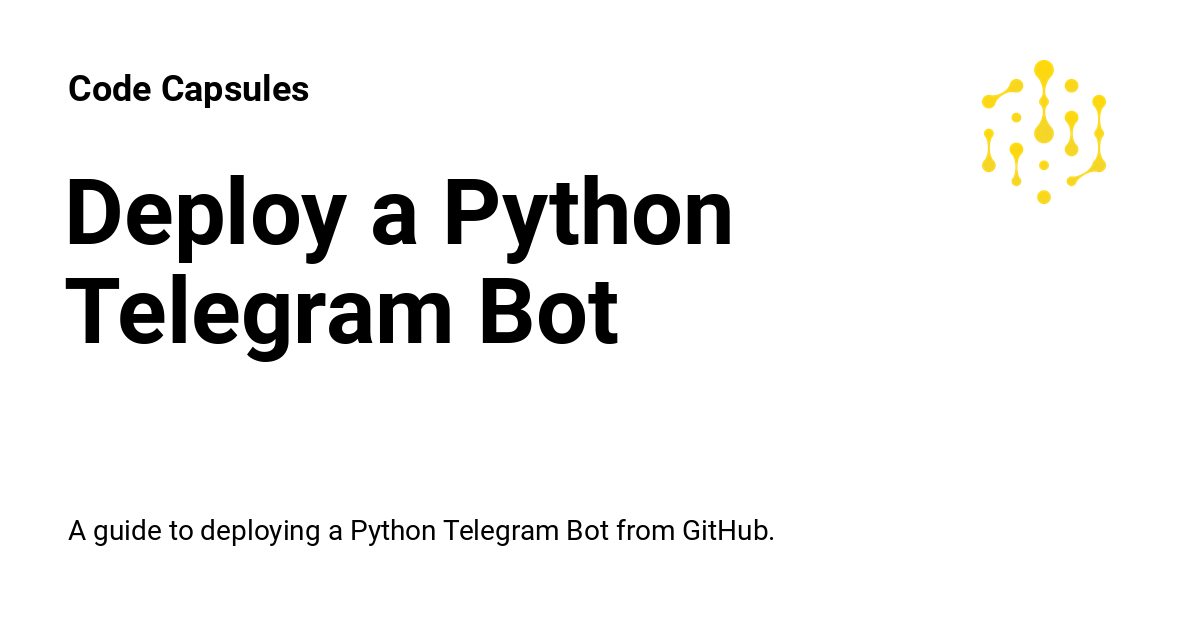 Code Capsules
Deploy a Python
Telegram Bot
A guide to deploying a Python Telegram Bot from GitHub.